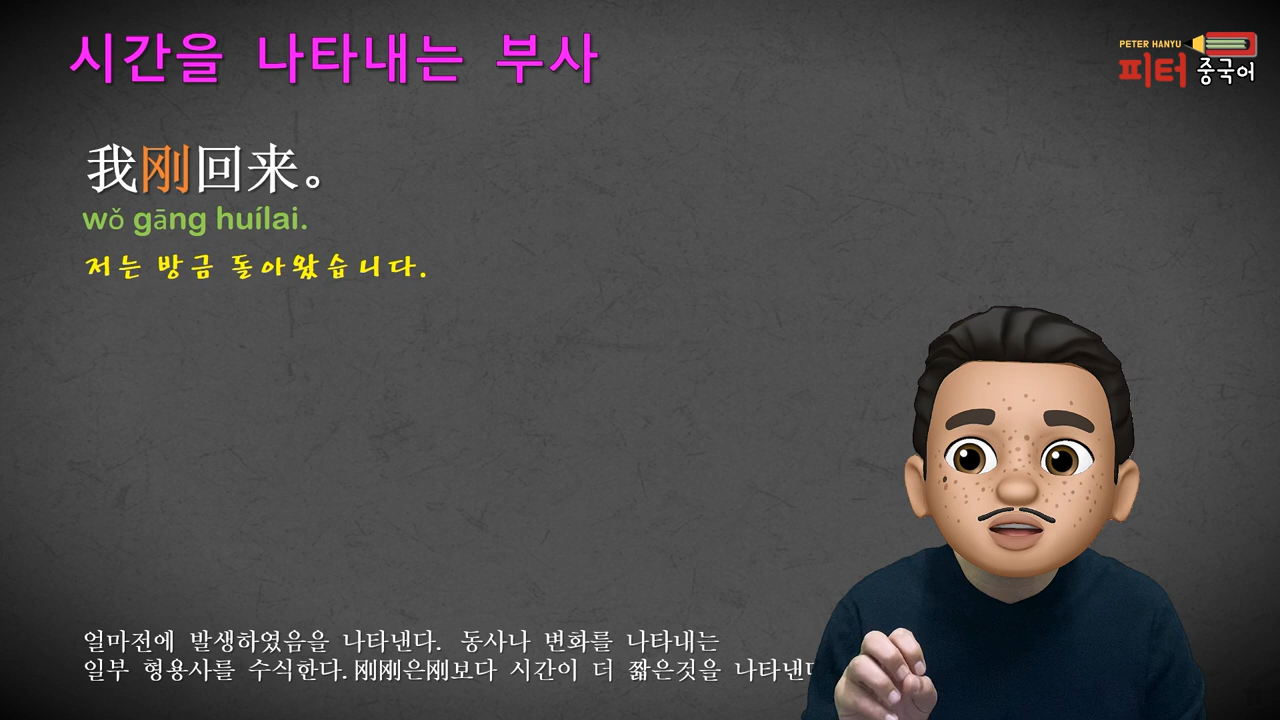 시간을 나타내는 부사
PETER HANYU
피터 중국어
我刚回来。
wǒ gāng huílai.
저는 방금 돌아왔습니다.
얼마전에 발생하였음을 나타낸다. 동사나 변화를 나타내는
일부 형용사를 수식한다. 刚刚은刚보다 시간이 더 짧은것을